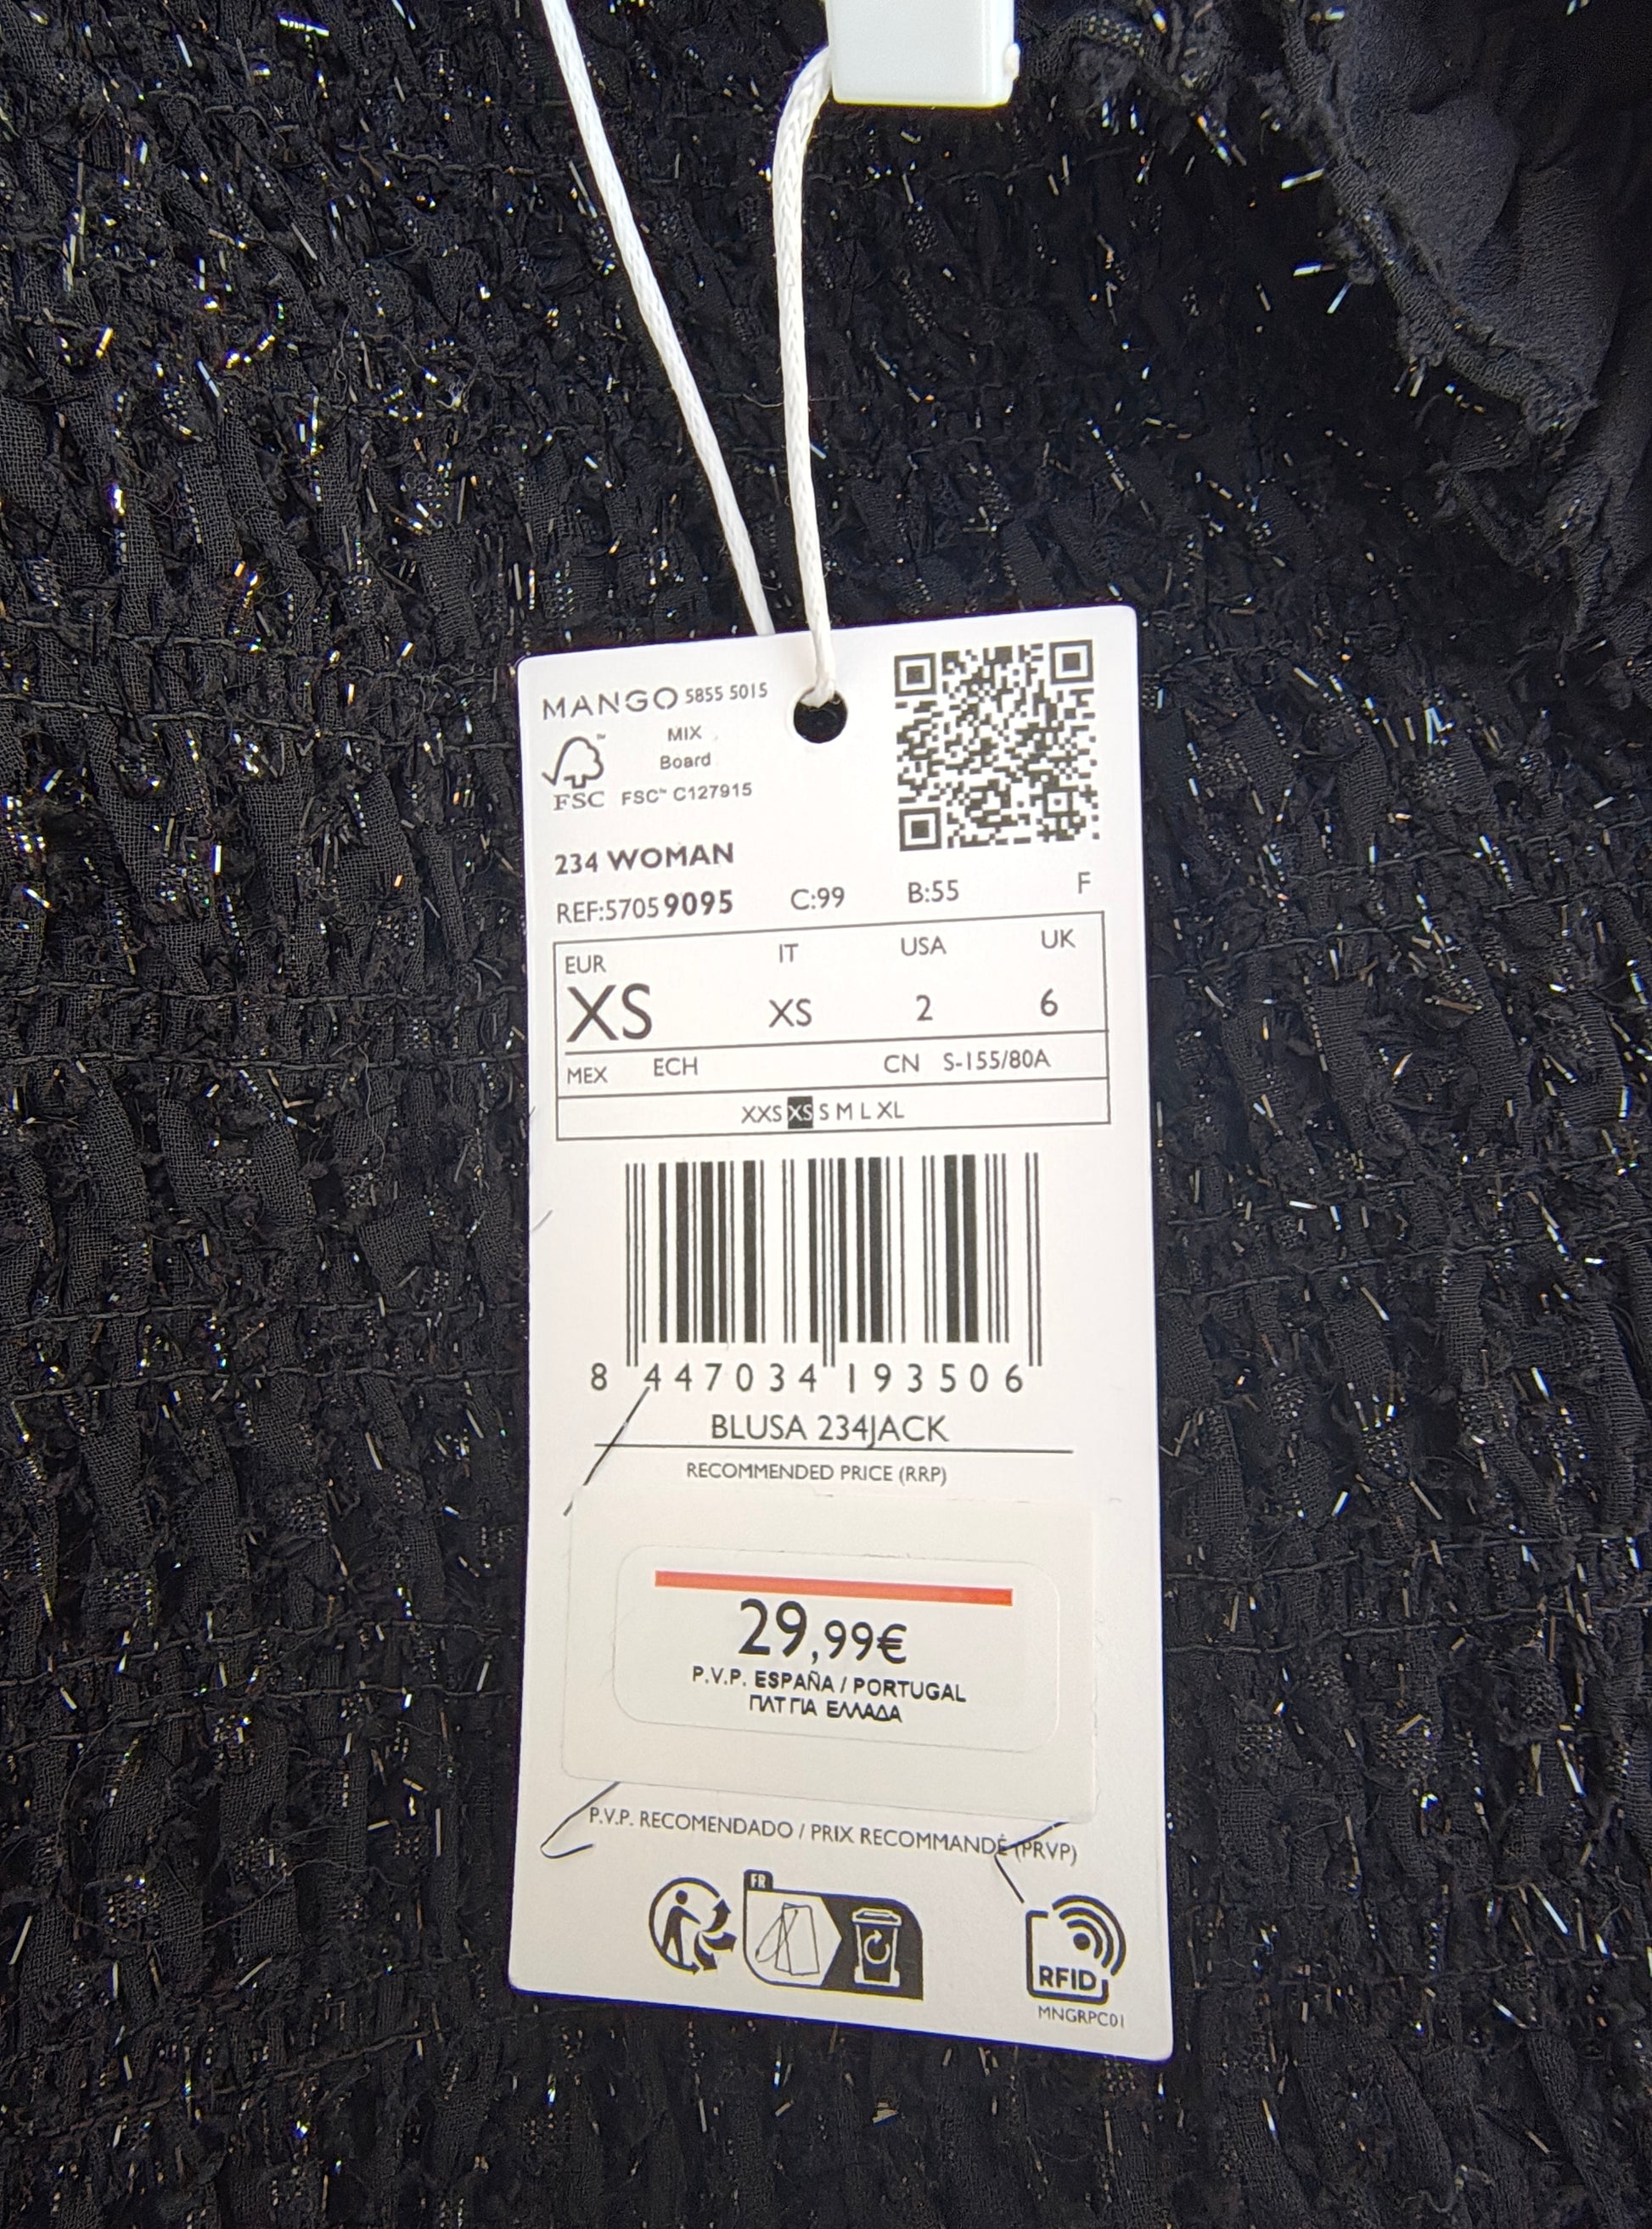 MANGO 5855 5015
MIX
Board
FSC™ C127915
FSC
234 WOMAN
REF:5705 9095 C:99 B:55 F
EUR IT USA UK
XS XS 2 6
MEX ECH CN S-155/80A
XXS XS S M L XL
8 447034 193506
BLUSA 234JACK
RECOMMENDED PRICE (RRP)
29,99€
P.V.P. ESPAÑA / PORTUGAL
ΠΛΤ ΓΙΑ ΕΛΛΑΔΑ
P.V.P. RECOMENDADO / PRIX RECOMMANDÉ (PRVP)
FR
RFID
MNGRPC01